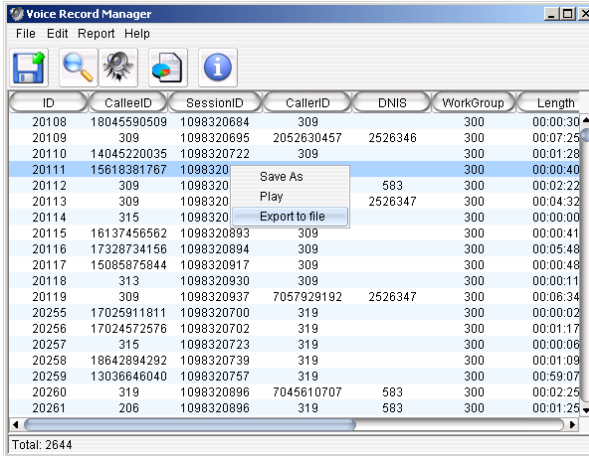 Voice Record Manager
File Edit Report Help
ID CalleeID SessionID CallerID DNIS WorkGroup Length
20108 18045590509 1098320684 309 300 00:00:30
20109 309 1098320695 2052630457 2526346 300 00:07:25
20110 14045220035 1098320722 309 300 00:01:28
20111 15618381767 1098320 300 00:00:40
Save As
20112 309 1098320 583 300 00:02:22
Play
20113 309 1098320 2526347 300 00:04:32
Export to file
20114 315 1098320 300 00:00:00
20115 16137456562 1098320893 309 300 00:00:41
20116 17328734156 1098320894 309 300 00:05:48
20117 15085875844 1098320917 309 300 00:00:48
20118 313 1098320930 309 300 00:00:11
20119 309 1098320937 7057929192 2526347 300 00:06:34
20255 17025911811 1098320700 319 300 00:00:02
20256 17024572576 1098320702 319 300 00:01:17
20257 315 1098320723 319 300 00:00:06
20258 18642894292 1098320739 319 300 00:01:09
20259 13036646040 1098320757 319 300 00:59:07
20260 319 1098320896 7045610707 583 300 00:02:25
20261 206 1098320896 319 583 300 00:01:25
Total: 2644